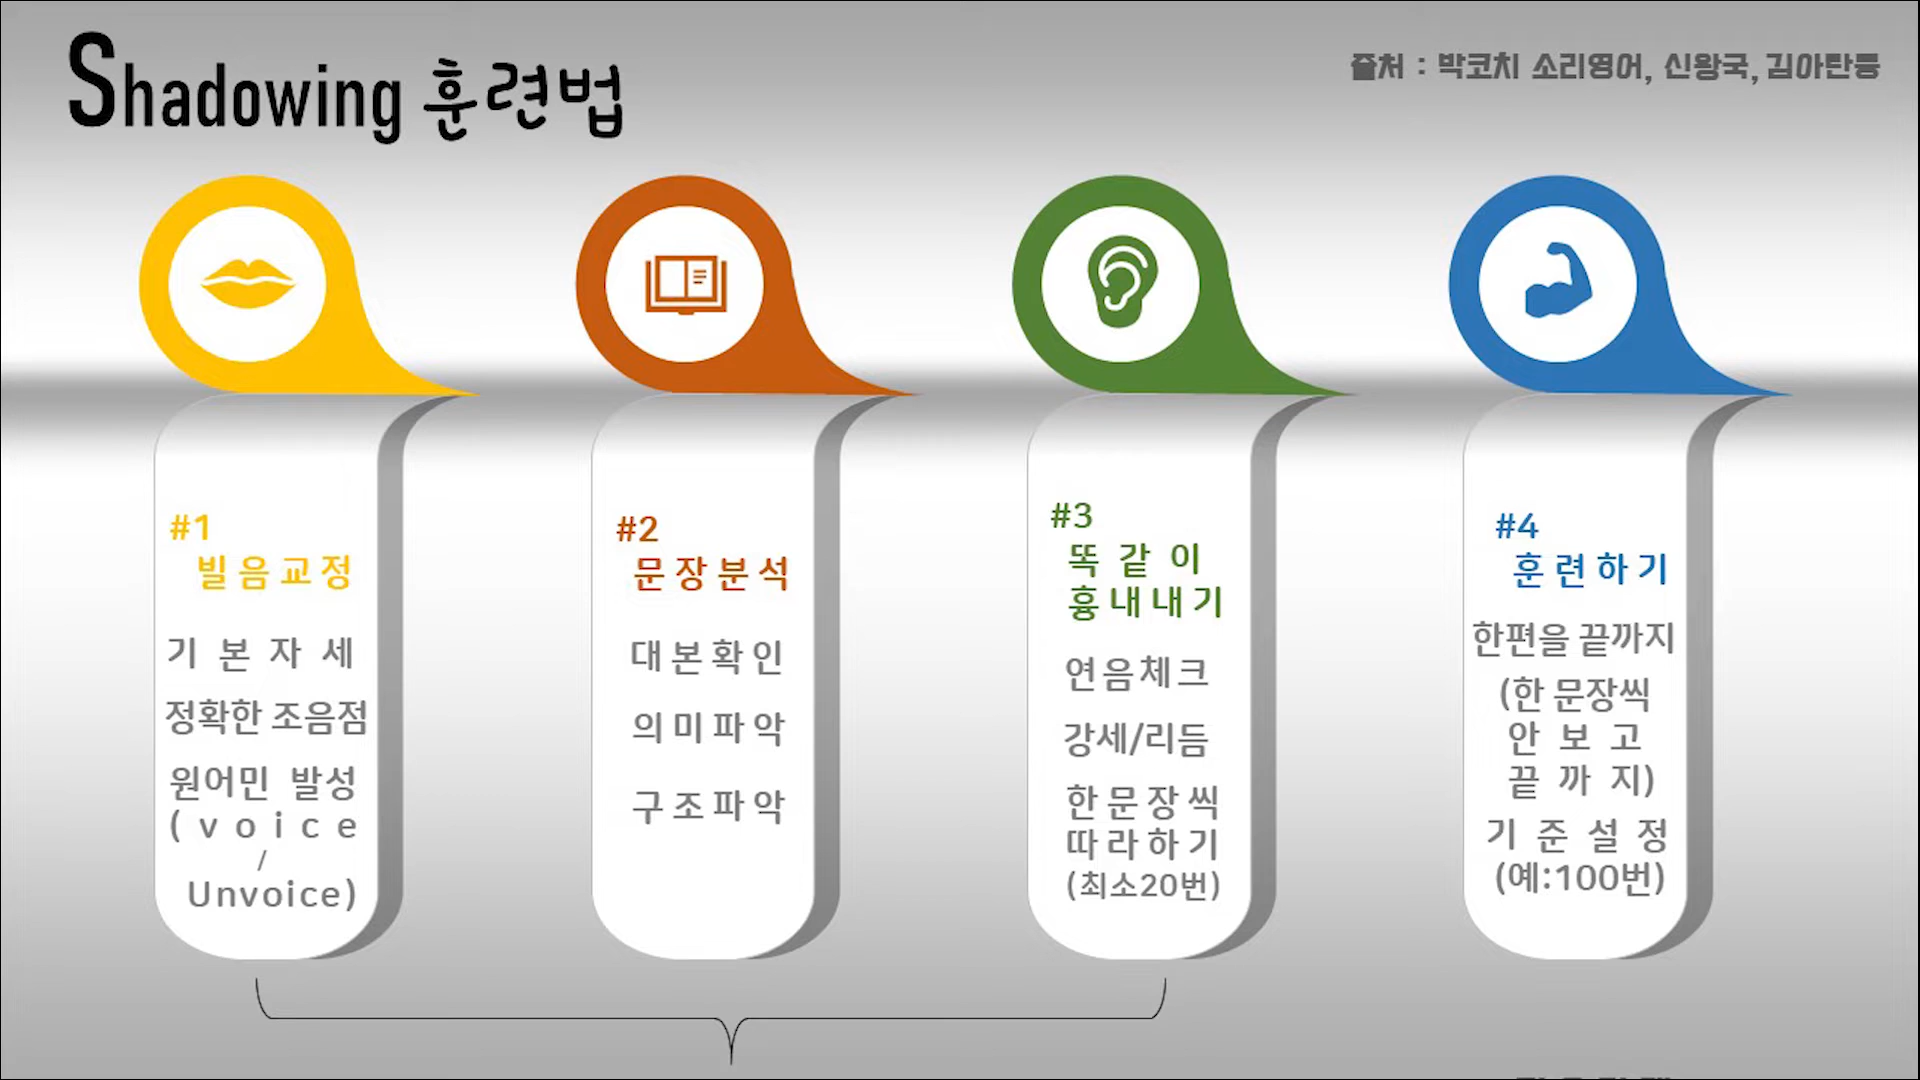 Shadowing 훈련법
출처 : 박코치 소리영어, 신왕국, 김아란등
#1
빌음교정
기 본 자 세
정확한 조음점
원어민 발성
(voice
/
Unvoice)
#2
문장분석
대본확인
의미파악
구조파악
#3
똑 같 이
흉내내기
연음체크
강세/리듬
한문장씩
따라하기
(최소20번)
#4
훈련하기
한편을 끝까지
(한 문장씩
안 보 고
끝 까 지)
기 준 설 정
(예:100번)